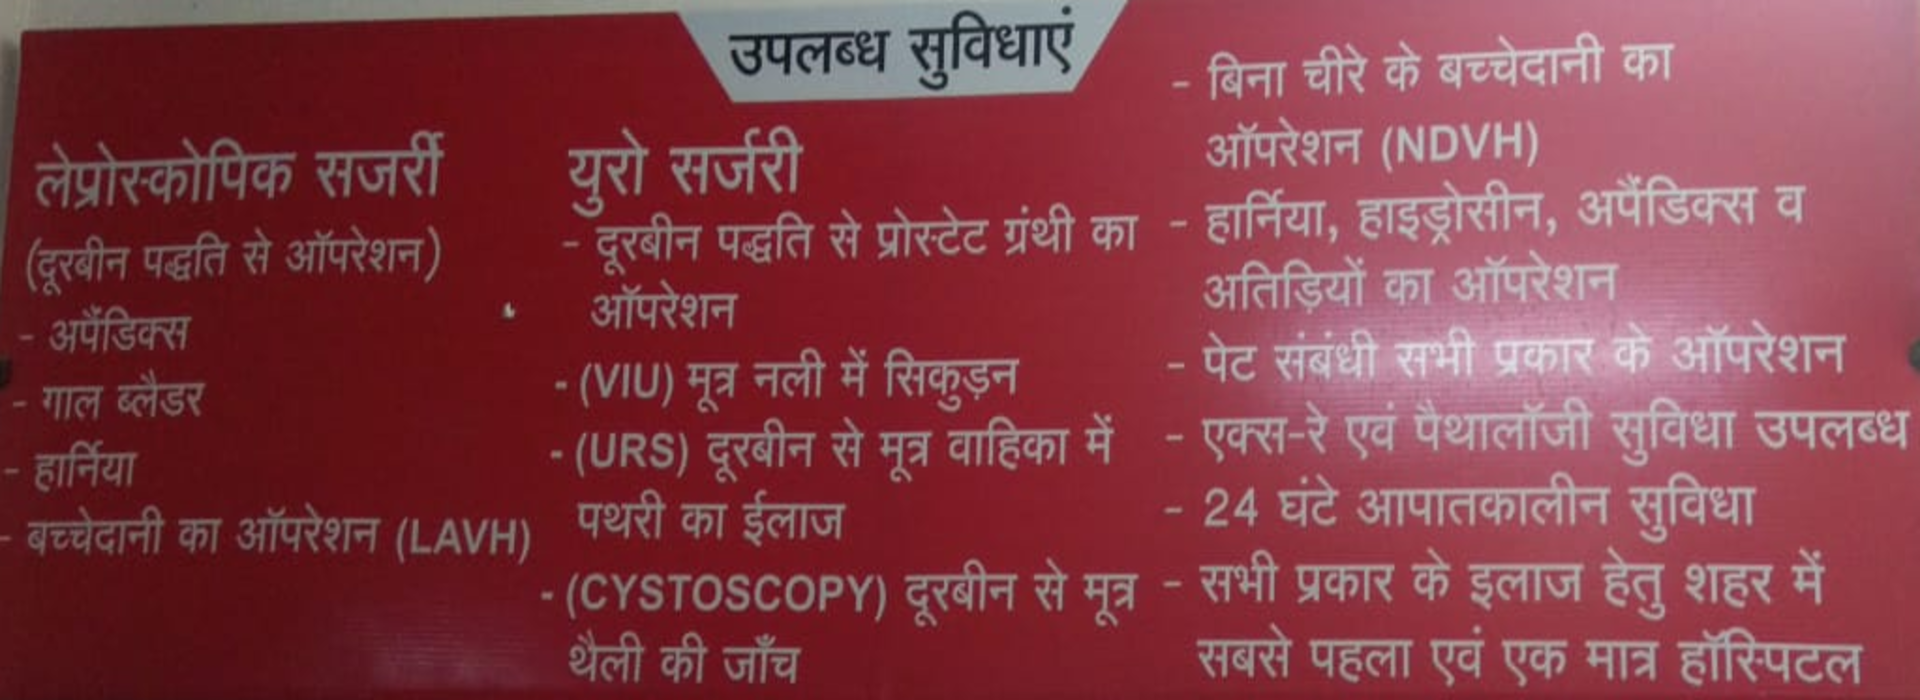 उपलब्ध सुविधाएं
लेप्रोस्कोपिक सजर्री
(दूरबीन पद्धति से ऑपरेशन)
- अपैंडिक्स
- गाल ब्लैडर
- हार्निया
- बच्चेदानी का ऑपरेशन (LAVH)
युरो सर्जरी
- दूरबीन पद्धति से प्रोस्टेट ग्रंथी का
ऑपरेशन
- (VIU) मूत्र नली में सिकुड़न
- (URS) दूरबीन से मूत्र वाहिका में
पथरी का ईलाज
- (CYSTOSCOPY) दूरबीन से मूत्र
थैली की जाँच
- बिना चीरे के बच्चेदानी का
ऑपरेशन (NDVH)
- हार्निया, हाइड्रोसीन, अपैंडिक्स व
अतिड़ियों का ऑपरेशन
- पेट संबंधी सभी प्रकार के ऑपरेशन
- एक्स-रे एवं पैथालॉजी सुविधा उपलब्ध
- 24 घंटे आपातकालीन सुविधा
- सभी प्रकार के इलाज हेतु शहर में
सबसे पहला एवं एक मात्र हॉस्पिटल